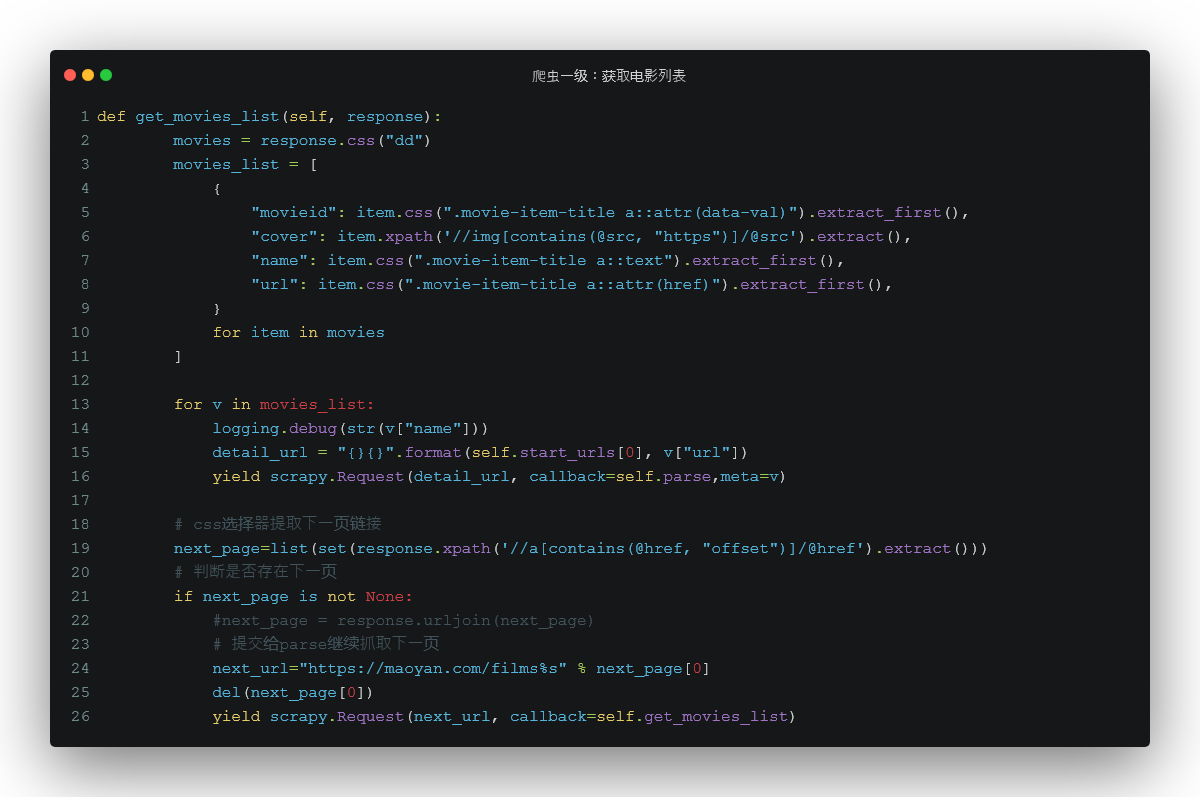 爬虫一级：获取电影列表
1 def get_movies_list(self, response):
2         movies = response.css("dd")
3         movies_list = [
4             {
5                 "movieid": item.css(".movie-item-title a::attr(data-val)").extract_first(),
6                 "cover": item.xpath('//img[contains(@src, "https")]/@src').extract(),
7                 "name": item.css(".movie-item-title a::text").extract_first(),
8                 "url": item.css(".movie-item-title a::attr(href)").extract_first(),
9             }
10             for item in movies
11         ]
12
13         for v in movies_list:
14             logging.debug(str(v["name"]))
15             detail_url = "{}{}".format(self.start_urls[0], v["url"])
16             yield scrapy.Request(detail_url, callback=self.parse,meta=v)
17
18         # css选择器提取下一页链接
19         next_page=list(set(response.xpath('//a[contains(@href, "offset")]/@href').extract()))
20         # 判断是否存在下一页
21         if next_page is not None:
22             #next_page = response.urljoin(next_page)
23             # 提交给parse继续抓取下一页
24             next_url="https://maoyan.com/films%s" % next_page[0]
25             del(next_page[0])
26             yield scrapy.Request(next_url, callback=self.get_movies_list)